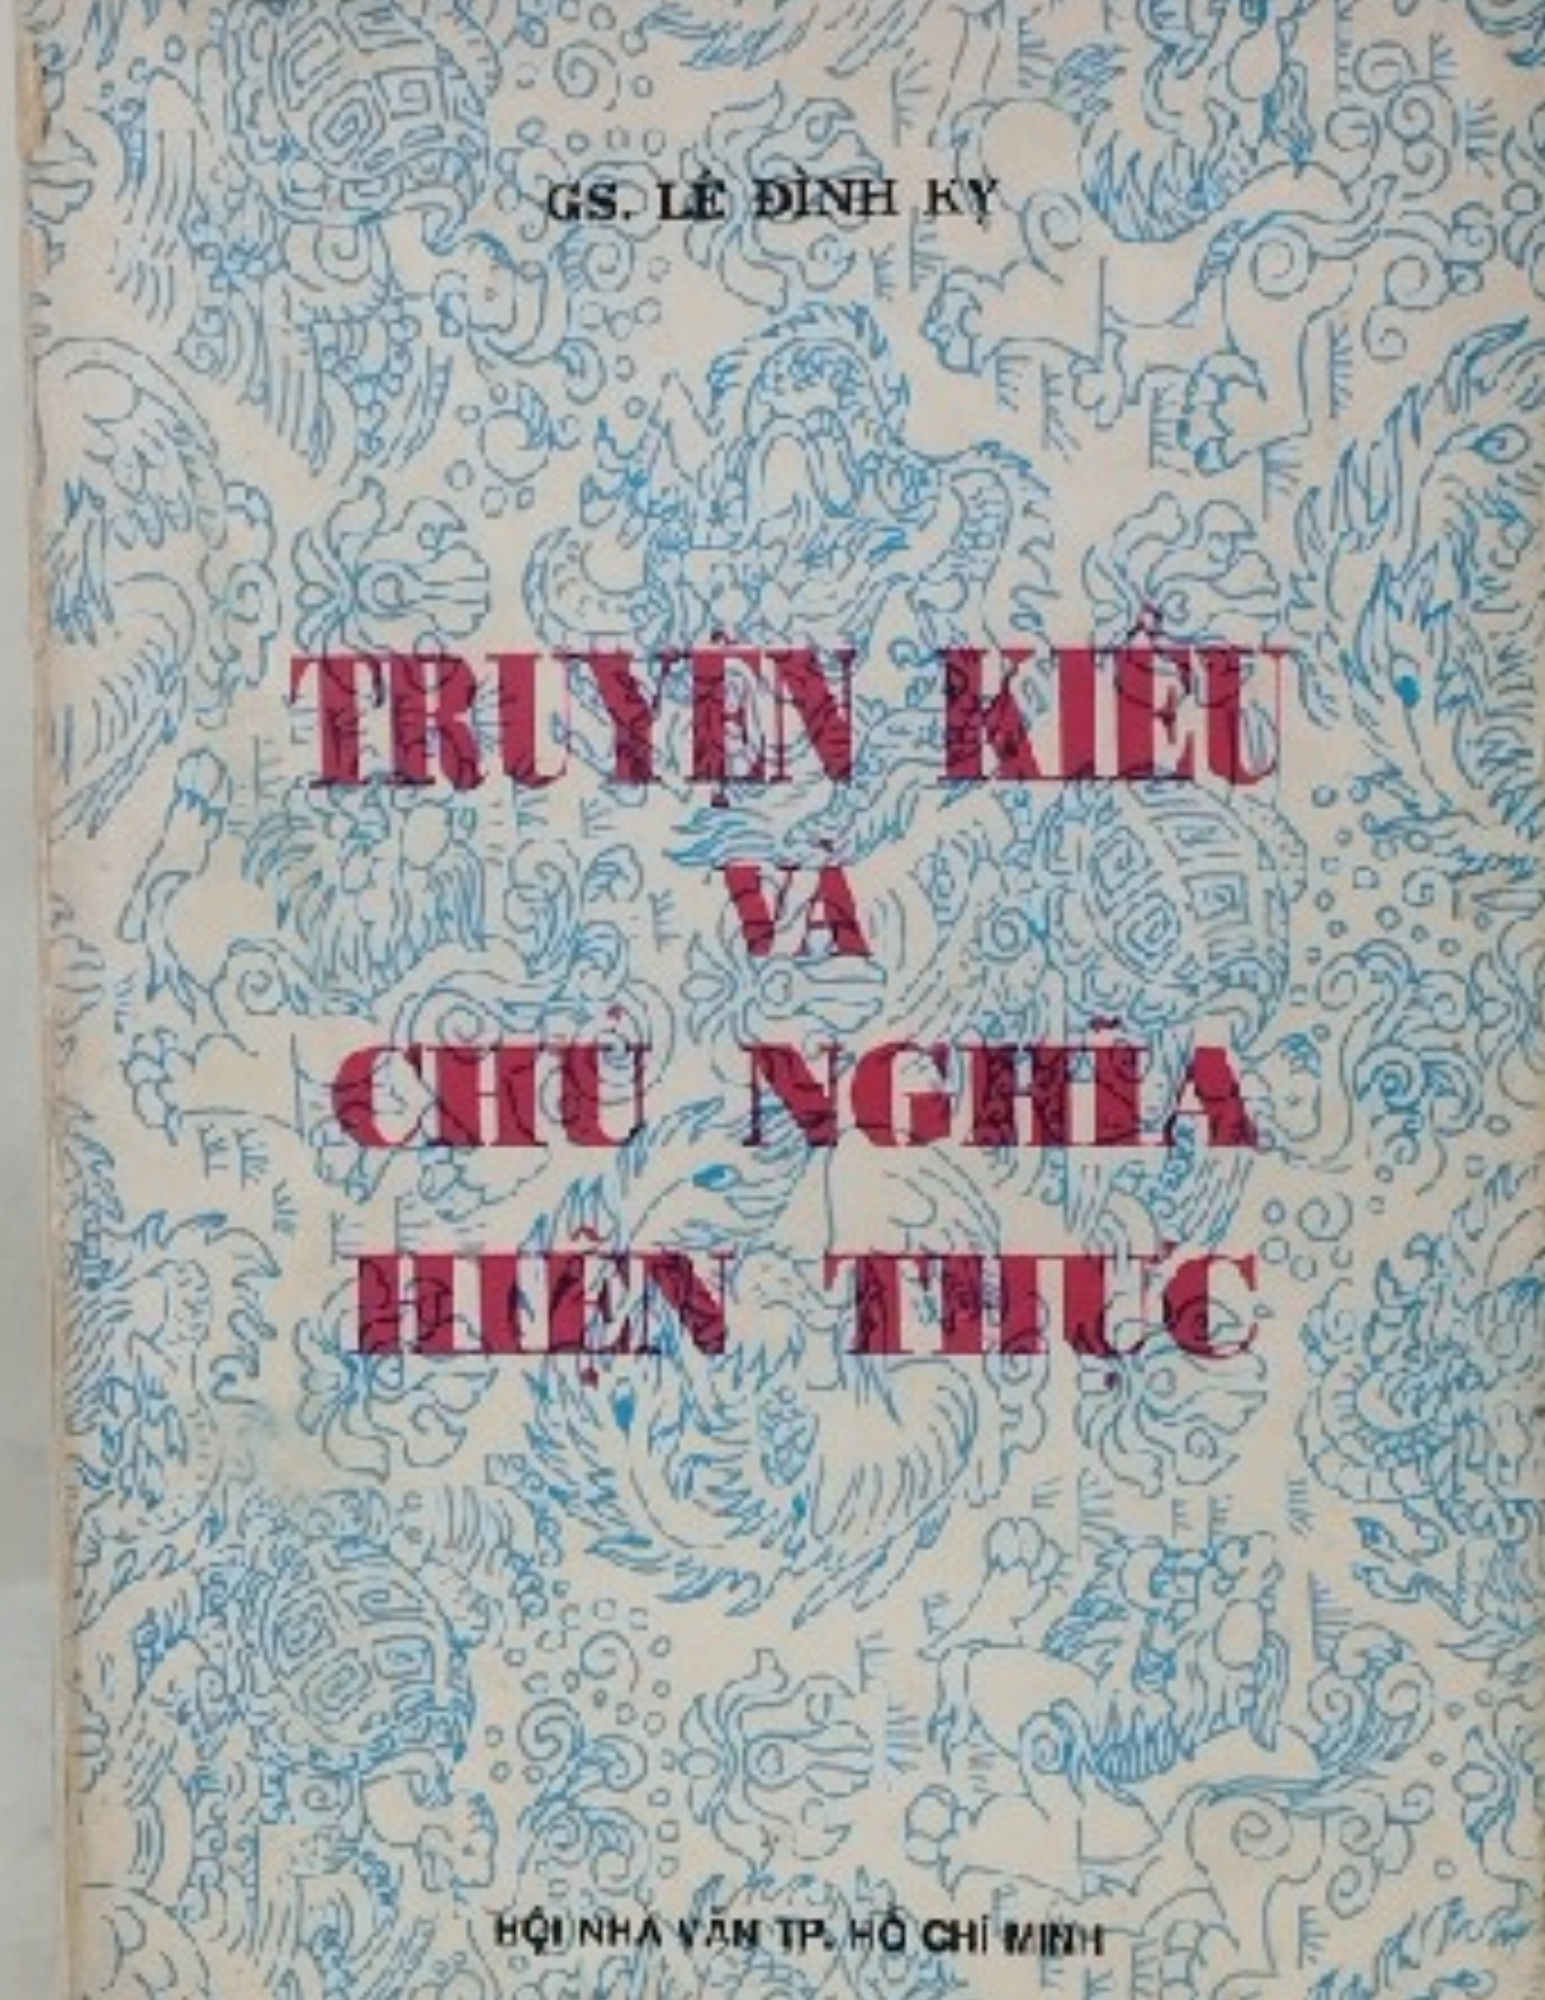 GS. LÊ ĐÌNH KỴ
TRUYỆN KIỀU
VÀ
CHỦ NGHĨA
HIỆN THỰC
HỘI NHÀ VĂN TP. HỒ CHÍ MINH